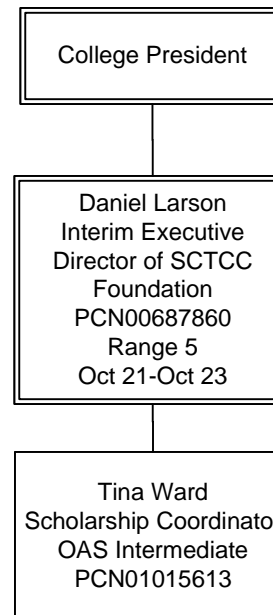 College President
Daniel Larson
Interim Executive
Director of SCTCC
Foundation
PCN00687860
Range 5
Oct 21-Oct 23
Tina Ward
Scholarship Coordinato
OAS Intermediate
PCN01015613